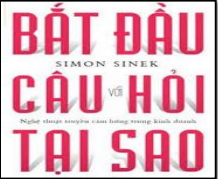 BẮT ĐẦU
SIMON SINEK
VỚI
CÂU HỎI
Nghệ thuật truyền cảm hứng trong kinh doanh
TẠI SAO